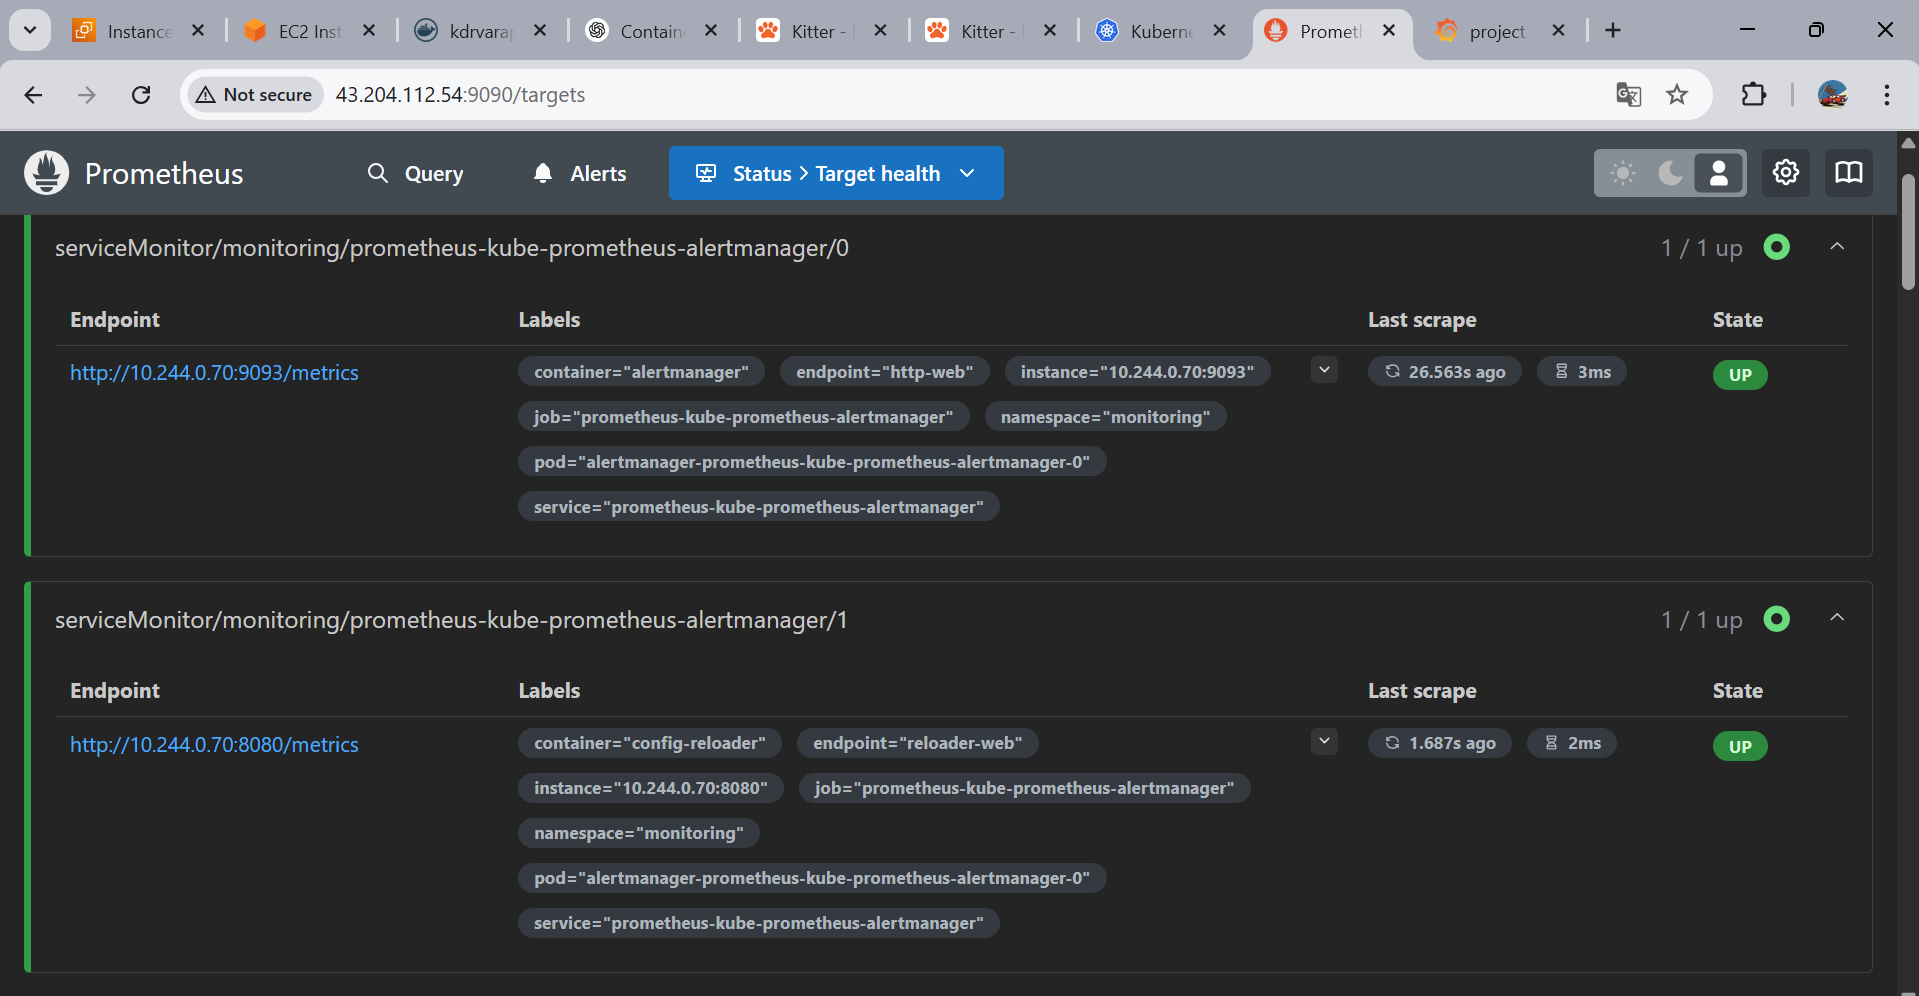 Instance
EC2 Inst
kdrvarap
Contain
Kitter -
Kitter -
Kuberne
Prometh
project
Not secure
43.204.112.54:9090/targets
Prometheus
Query
Alerts
Status > Target health
serviceMonitor/monitoring/prometheus-kube-prometheus-alertmanager/0
1 / 1 up
Endpoint Labels Last scrape State
http://10.244.0.70:9093/metrics container="alertmanager" endpoint="http-web" instance="10.244.0.70:9093" 26.563s ago 3ms UP
job="prometheus-kube-prometheus-alertmanager" namespace="monitoring"
pod="alertmanager-prometheus-kube-prometheus-alertmanager-0"
service="prometheus-kube-prometheus-alertmanager"
serviceMonitor/monitoring/prometheus-kube-prometheus-alertmanager/1
1 / 1 up
Endpoint Labels Last scrape State
http://10.244.0.70:8080/metrics container="config-reloader" endpoint="reloader-web" 1.687s ago 2ms UP
instance="10.244.0.70:8080" job="prometheus-kube-prometheus-alertmanager"
namespace="monitoring"
pod="alertmanager-prometheus-kube-prometheus-alertmanager-0"
service="prometheus-kube-prometheus-alertmanager"